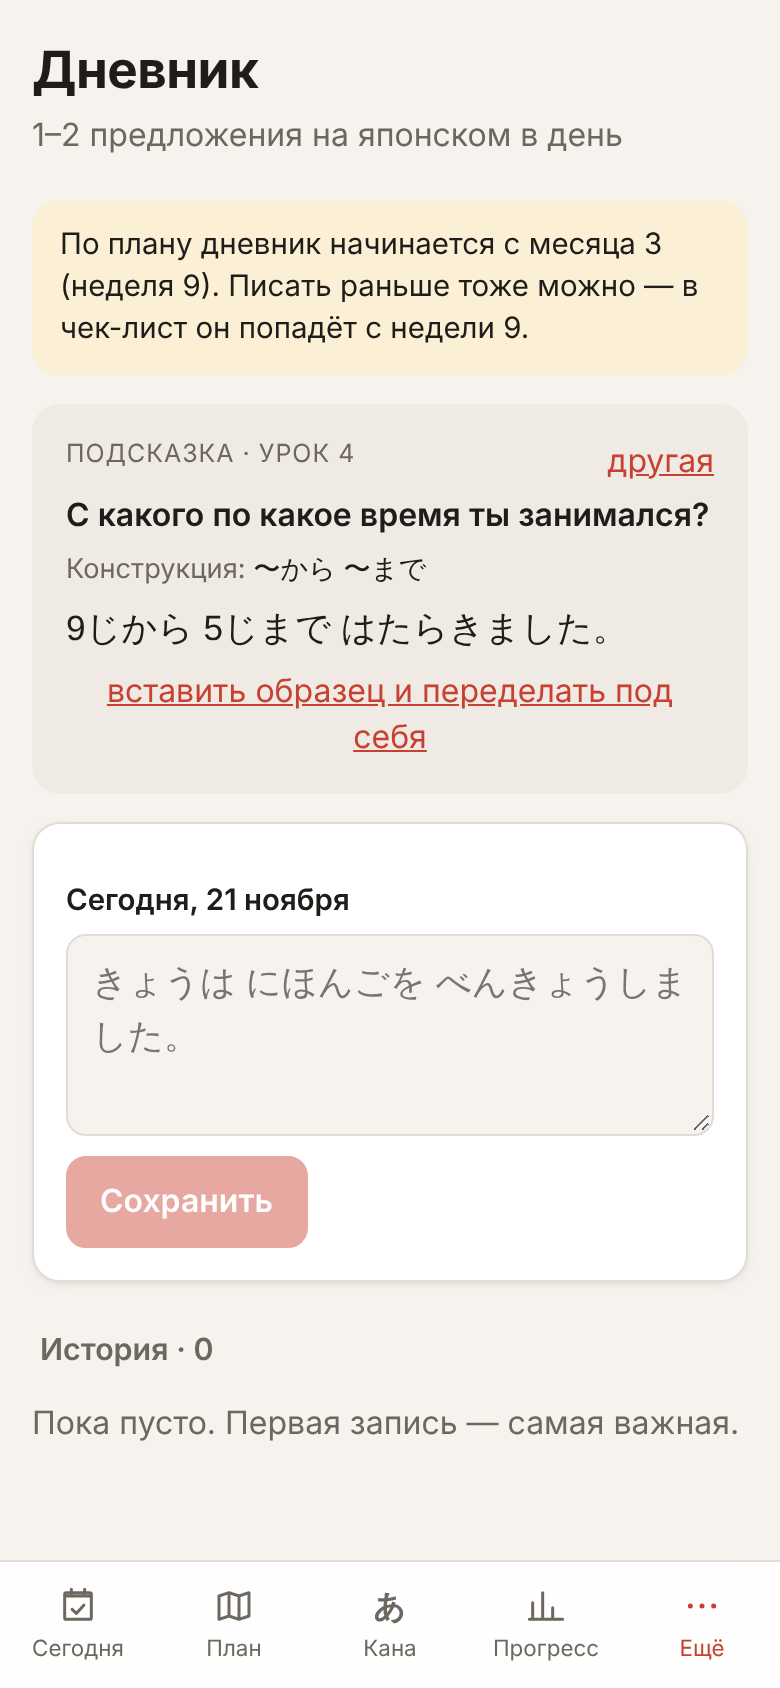 Дневник
1–2 предложения на японском в день
По плану дневник начинается с месяца 3
(неделя 9). Писать раньше тоже можно — в
чек-лист он попадёт с недели 9.
ПОДСКАЗКА · УРОК 4
другая
С какого по какое время ты занимался?
Конструкция: 〜から 〜まで
9じから 5じまで はたらきました。
вставить образец и переделать под
себя
Сегодня, 21 ноября
きょうは にほんごを べんきょうしま
した。
Сохранить
История · 0
Пока пусто. Первая запись — самая важная.
あ
Сегодня
План
Кана
Прогресс
Ещё